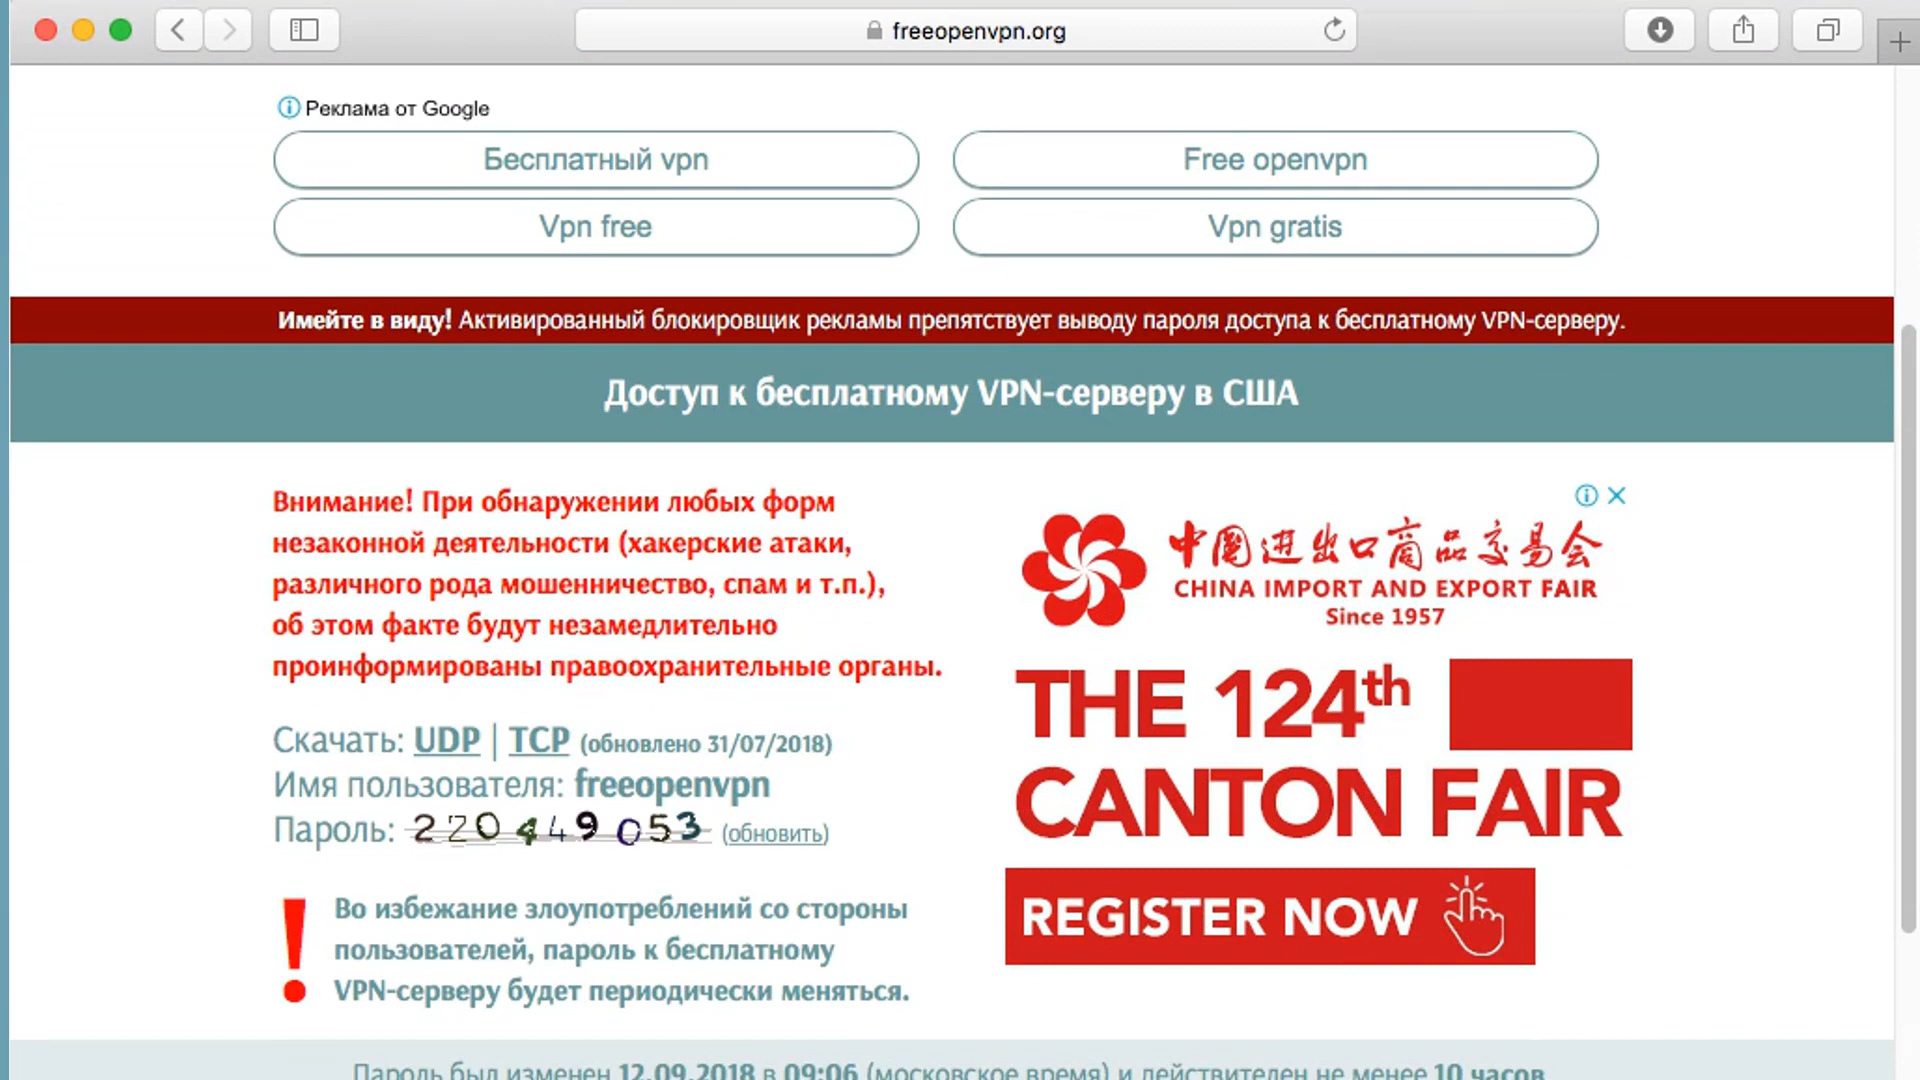 freeopenvpn.org
Реклама от Google
Бесплатный vpn
Free openvpn
Vpn free
Vpn gratis
Имейте в виду! Активированный блокировщик рекламы препятствует выводу пароля доступа к бесплатному VPN-серверу.
Доступ к бесплатному VPN-серверу в США
Внимание! При обнаружении любых форм
незаконной деятельности (хакерские атаки,
различного рода мошенничество, спам и т.п.),
об этом факте будут незамедлительно
проинформированы правоохранительные органы.
Скачать: UDP | TCP (обновлено 31/07/2018)
Имя пользователя: freeopenvpn
Пароль: 220449053 (обновить)
Во избежание злоупотреблений со стороны
пользователей, пароль к бесплатному
VPN-серверу будет периодически меняться.
中国进出口商品交易会
CHINA IMPORT AND EXPORT FAIR
Since 1957
THE 124th
CANTON FAIR
REGISTER NOW
Пароль был изменен 12.09.2018 в 09:06 (московское время) и действителен не менее 10 часов